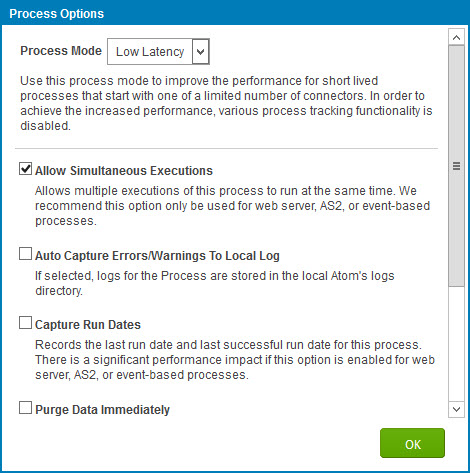 Process Options
Process Mode Low Latency
Use this process mode to improve the performance for short lived
processes that start with one of a limited number of connectors. In order to
achieve the increased performance, various process tracking functionality is
disabled.
Allow Simultaneous Executions
Allows multiple executions of this process to run at the same time. We
recommend this option only be used for web server, AS2, or event-based
processes.
Auto Capture Errors/Warnings To Local Log
If selected, logs for the Process are stored in the local Atom's logs
directory.
Capture Run Dates
Records the last run date and last successful run date for this process.
There is a significant performance impact if this option is enabled for web
server, AS2, or event-based processes.
Purge Data Immediately
OK